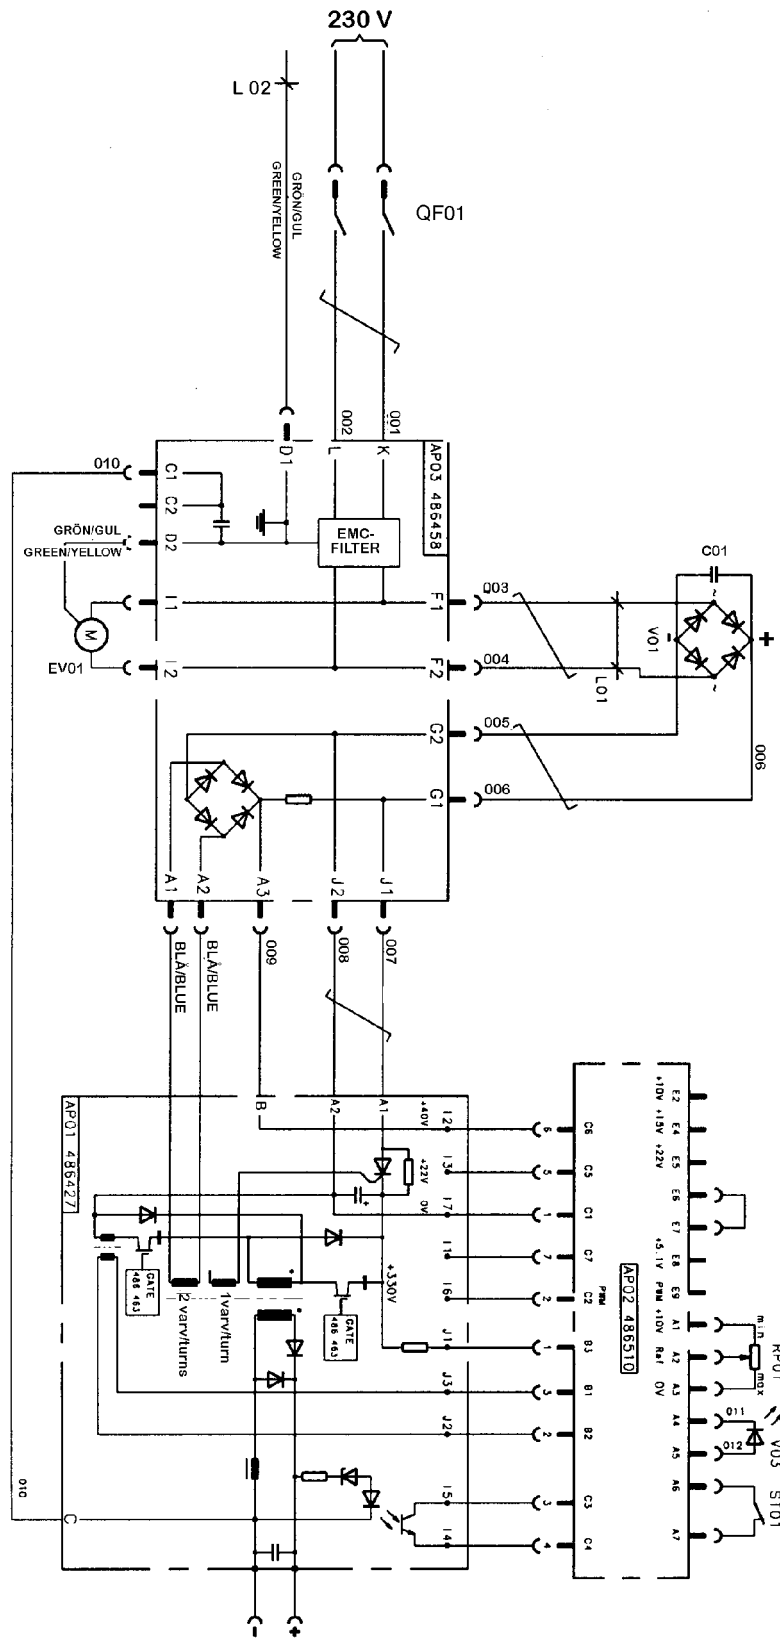 230 V
L 02
GRÖN/GUL
GREEN/YELLOW
QF01
002
001
D1
L
K
AP03 486458
010
C1
C2
D2
GRÖN/GUL
GREEN/YELLOW
EMC-
FILTER
I1
I2
M
EV01
F1
F2
003
004
L01
C01
V01
~
~
-
+
G2
G1
005
006
006
A1
A2
A3
J2
J1
BLÅ/BLUE
BLÅ/BLUE
009
008
007
AP01 486427
B
A2
A1
+40V
I2
+22V
I3
0V
I7
I1
I6
J1
J3
J2
I5
I4
+
+330V
GATE
486 463
GATE
486 463
2 varv/turns
1varv/turn
010
C
-
+
6
5
1
7
2
1
3
2
3
4
C6
C5
C1
C7
C2
PWM
B3
B1
B2
C3
C4
AP02 486510
+10V
E2
+15V
E4
+22V
E5
E6
E7
+5.1V
E8
PWM
E9
+10V
A1
Ref
A2
0V
A3
A4
A5
A6
A7
min
max
RP01
011
012
V03
ST01